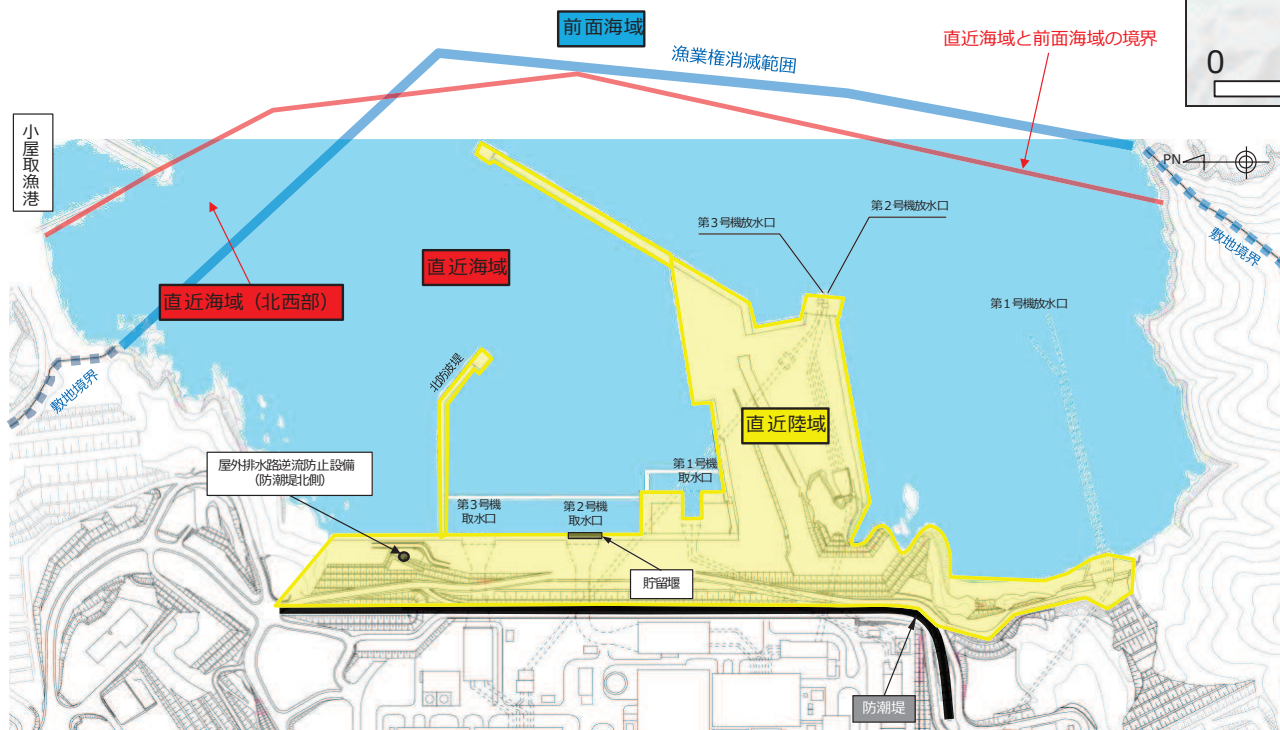 前面海域
直近海域と前面海域の境界
漁業権消滅範囲
0
小屋取漁港
PN
第2号機放水口
第3号機放水口
敷地境界
直近海域
直近海域（北西部）
第1号機放水口
敷地境界
北防波堤
直近陸域
屋外排水路逆流防止設備
（防潮堤北側）
第1号機
取水口
第3号機
取水口
第2号機
取水口
貯留堰
防潮堤